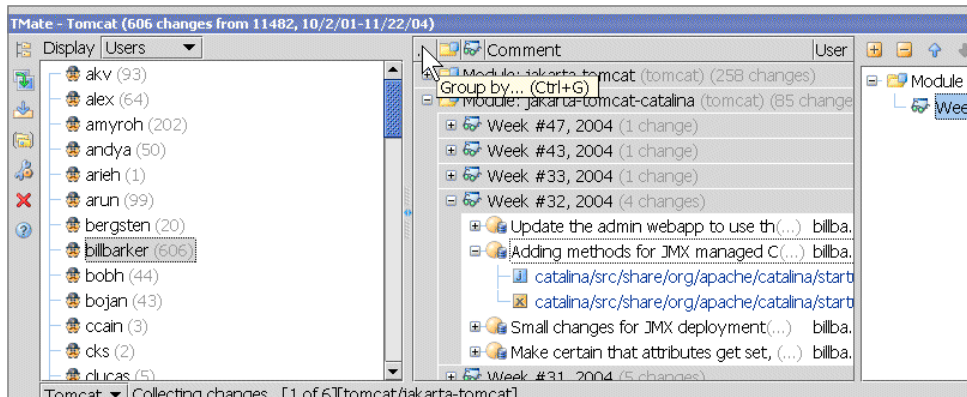 TMate - Tomcat (606 changes from 11482, 10/2/01-11/22/04)
Display Users
akv (93)
alex (64)
amyroh (202)
andya (50)
arieh (1)
arun (99)
bergsten (20)
billbarker (606)
bobh (44)
bojan (43)
ccain (3)
cks (2)
clucas (5)
Comment User
Module: jakarta-tomcat (tomcat) (258 changes)
Group by... (Ctrl+G)
Module: jakarta-tomcat-catalina (tomcat) (85 change
Week #47, 2004 (1 change)
Week #43, 2004 (1 change)
Week #33, 2004 (1 change)
Week #32, 2004 (4 changes)
Update the admin webapp to use th(...) billba.
Adding methods for JMX managed C(...) billba.
catalina/src/share/org/apache/catalina/startu
catalina/src/share/org/apache/catalina/startu
Small changes for JMX deployment(...) billba.
Make certain that attributes get set, (...) billba.
Week #31, 2004 (5 changes)
Module
Wee
Tomcat Collecting changes [1 of 6][tomcat/jakarta-tomcat]